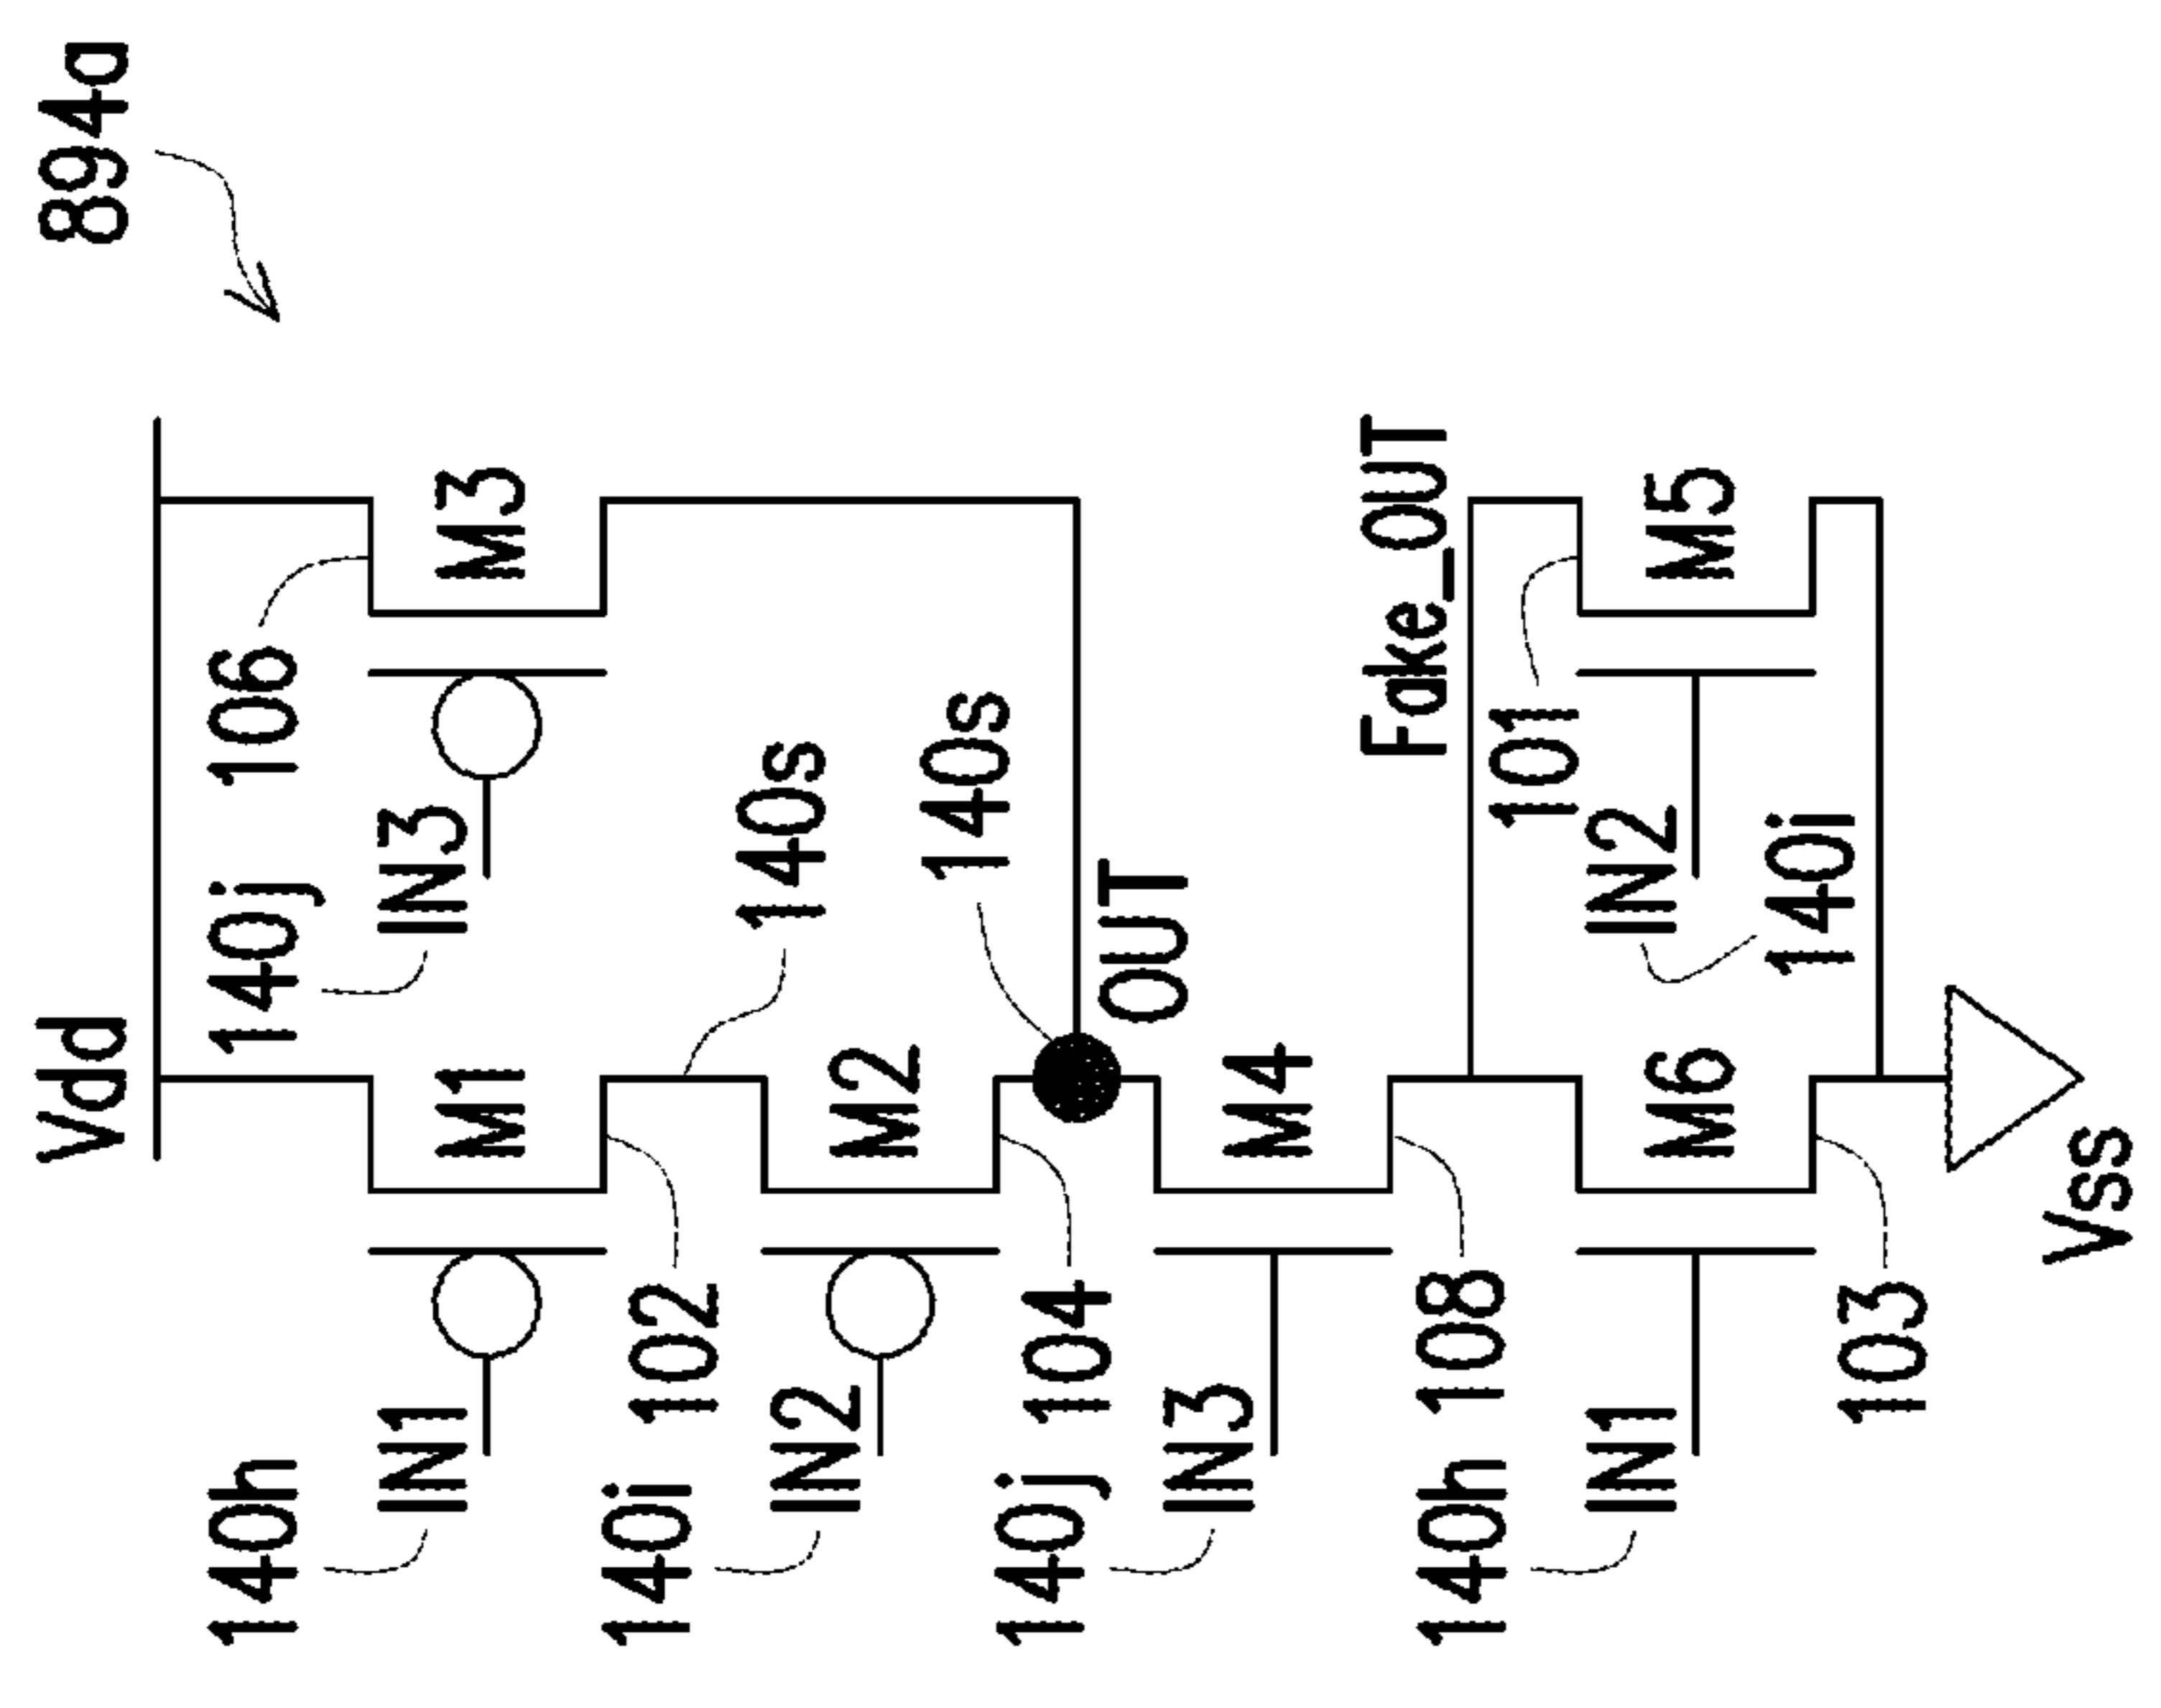 Vdd
894a
140h
140j
106
IN1
M1
IN3
M3
140i
102
140s
IN2
M2
140s
140j
104
OUT
IN3
M4
Fake_OUT
140h
108
101
IN1
M6
IN2
M5
140i
103
Vss